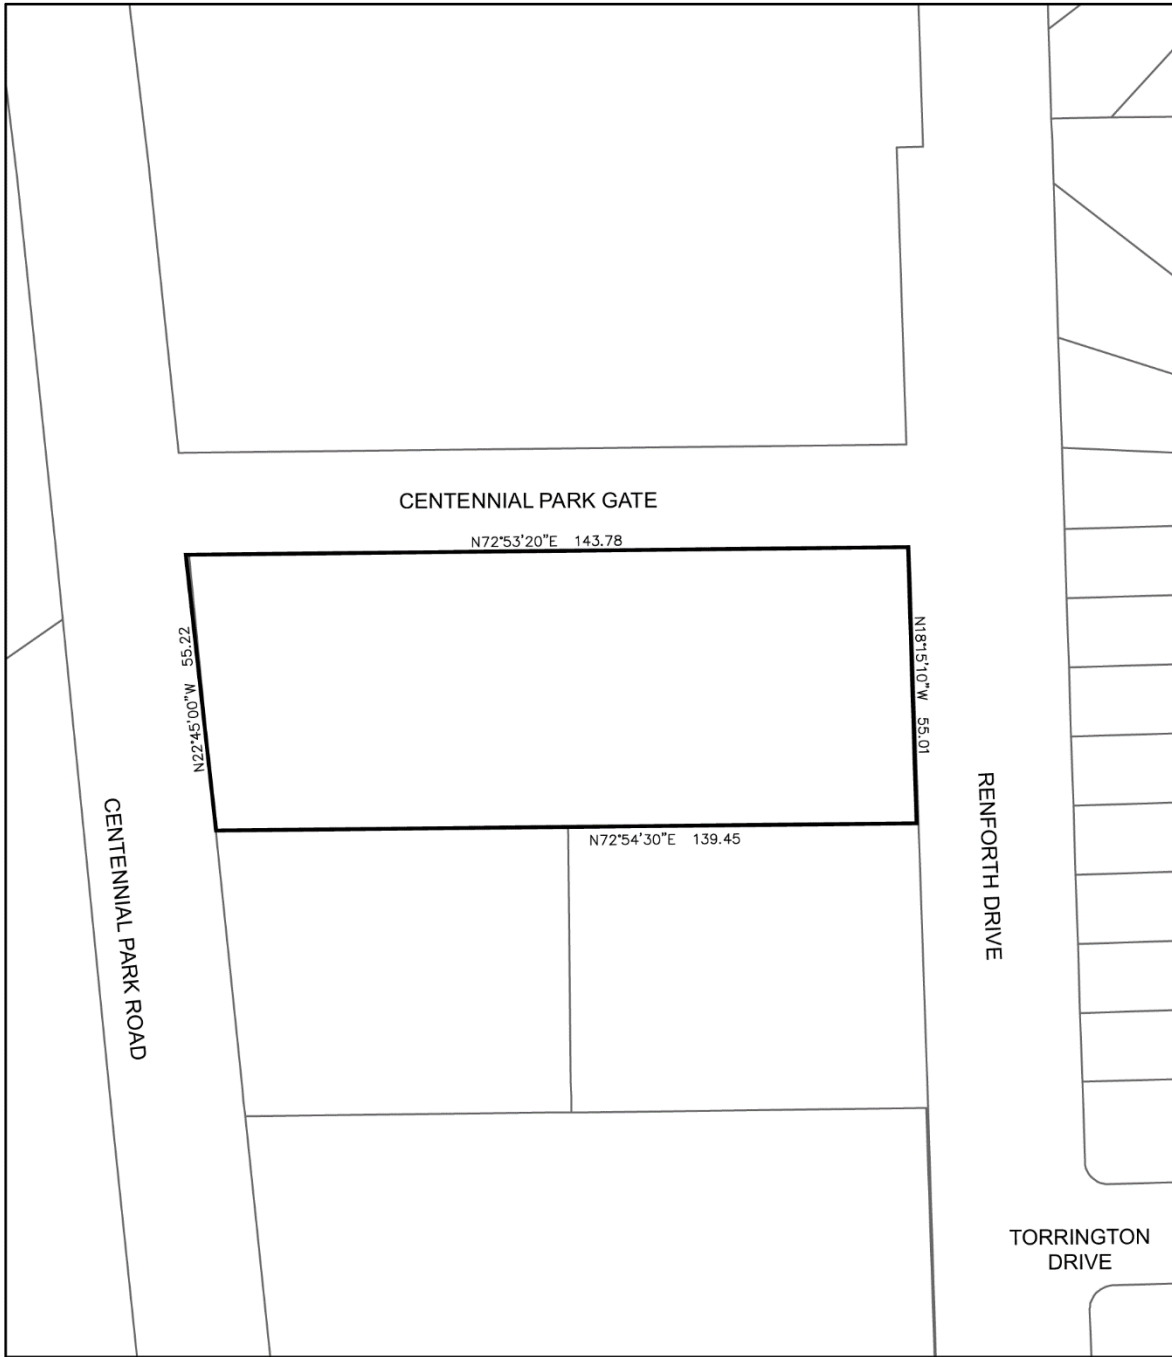 CENTENNIAL PARK GATE
N72°53'20"E 143.78
N22°45'00"W 55.22
N18°15'10"W 55.01
N72°54'30"E 139.45
CENTENNIAL PARK ROAD
RENFORTH DRIVE
TORRINGTON
DRIVE